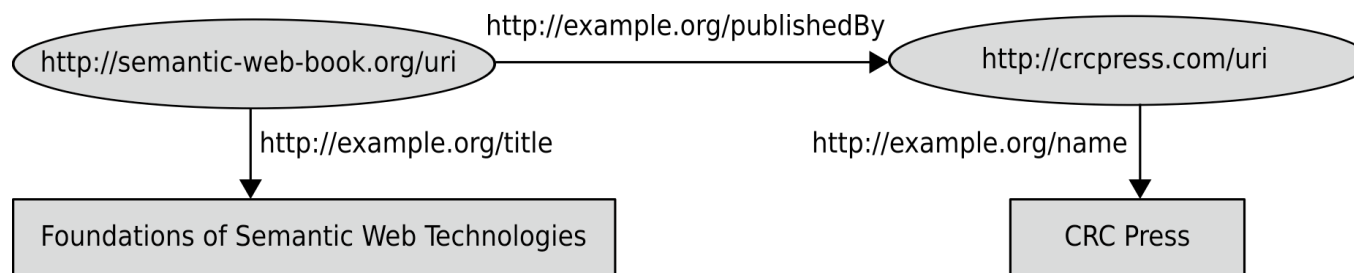 http://example.org/publishedBy
http://semantic-web-book.org/uri
http://crcpress.com/uri
http://example.org/title
http://example.org/name
Foundations of Semantic Web Technologies
CRC Press